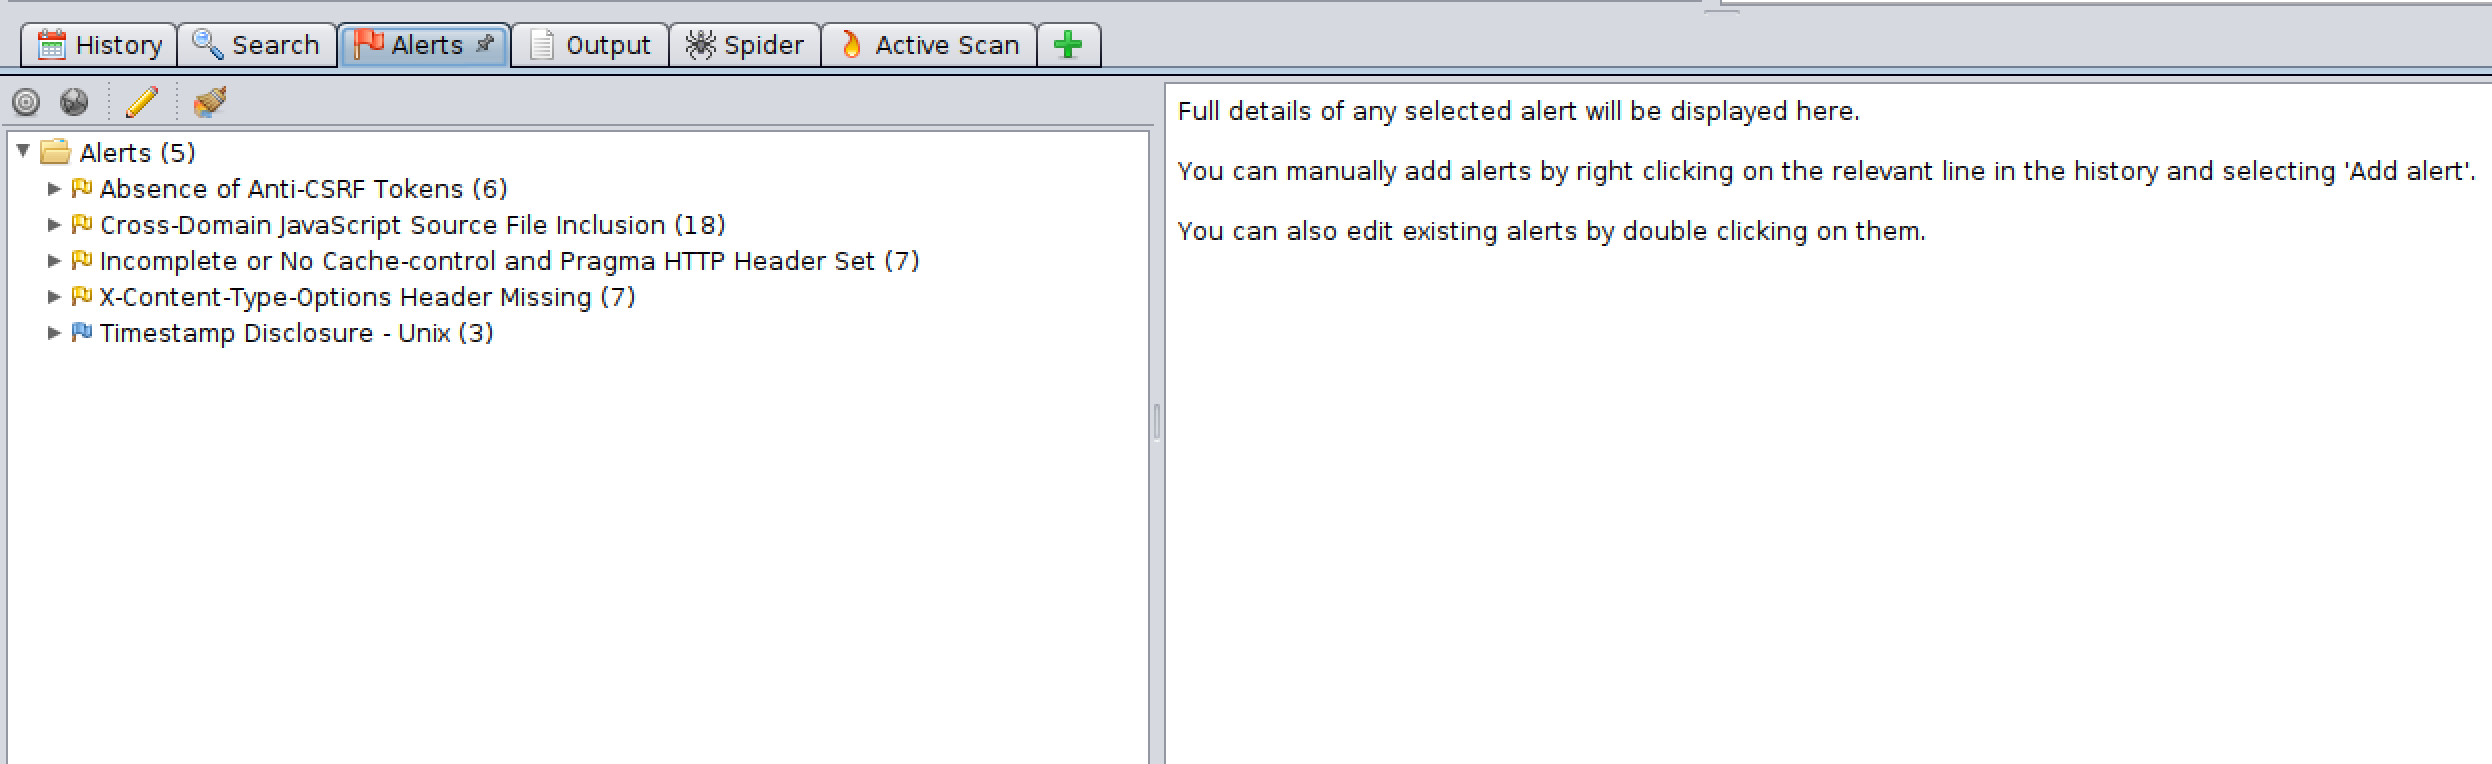 History Search Alerts Output Spider Active Scan
Alerts (5)
Absence of Anti-CSRF Tokens (6)
Cross-Domain JavaScript Source File Inclusion (18)
Incomplete or No Cache-control and Pragma HTTP Header Set (7)
X-Content-Type-Options Header Missing (7)
Timestamp Disclosure - Unix (3)
Full details of any selected alert will be displayed here.
You can manually add alerts by right clicking on the relevant line in the history and selecting 'Add alert'.
You can also edit existing alerts by double clicking on them.